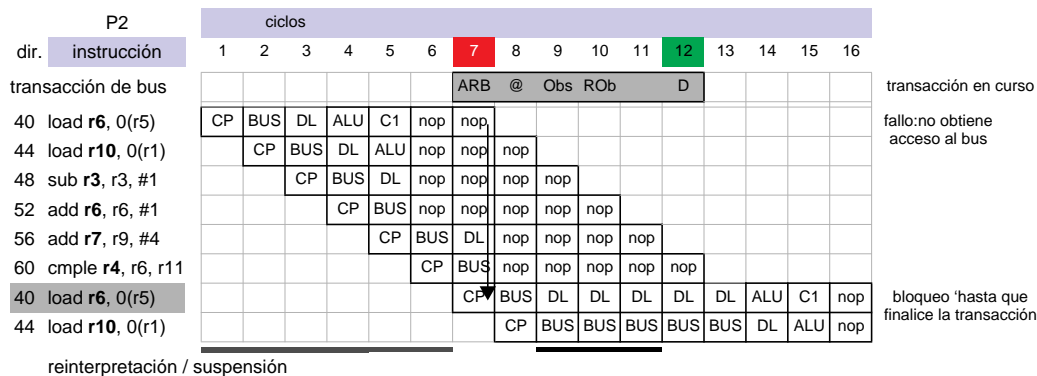 P2 ciclos
dir. instrucción 1 2 3 4 5 6 7 8 9 10 11 12 13 14 15 16
transacción de bus ARB @ Obs ROb D transacción en curso
40 load r6, 0(r5) CP BUS DL ALU C1 nop nop fallo:no obtiene
acceso al bus
44 load r10, 0(r1) CP BUS DL ALU nop nop nop
48 sub r3, r3, #1 CP BUS DL nop nop nop nop
52 add r6, r6, #1 CP BUS nop nop nop nop nop
56 add r7, r9, #4 CP BUS DL nop nop nop nop
60 cmple r4, r6, r11 CP BUS nop nop nop nop nop
40 load r6, 0(r5) CP BUS DL DL DL DL DL ALU C1 nop bloqueo ‘hasta que
finalice la transacción
44 load r10, 0(r1) CP BUS BUS BUS BUS BUS DL ALU nop
reinterpretación / suspensión